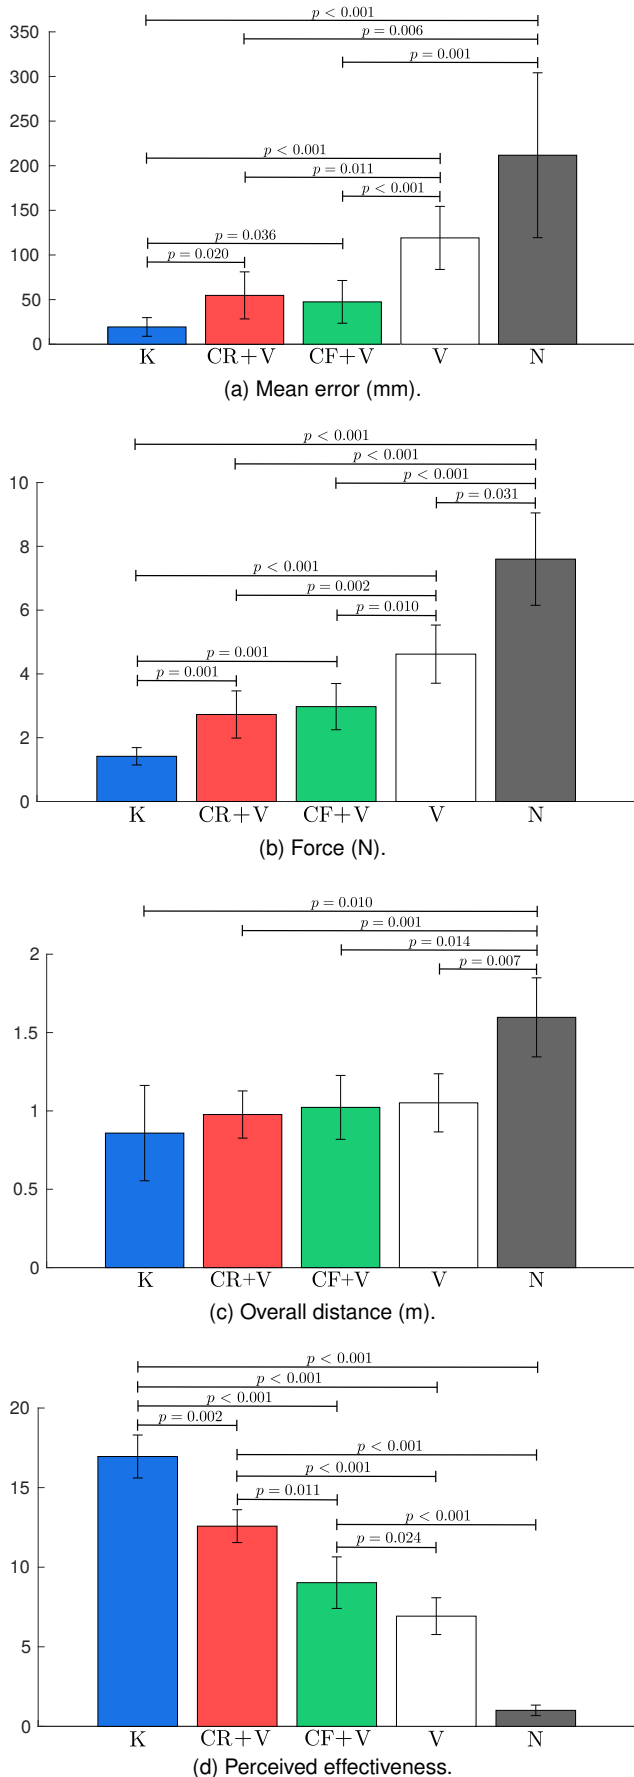 p < 0.001
p = 0.006
p = 0.001
350
300
250
200
150
100
50
0
p < 0.001
p = 0.011
p < 0.001
p = 0.036
p = 0.020
K CR+V CF+V V N
(a) Mean error (mm).
p < 0.001
p < 0.001
p < 0.001
p = 0.031
10
8
6
4
2
0
p < 0.001
p = 0.002
p = 0.010
p = 0.001
p = 0.001
K CR+V CF+V V N
(b) Force (N).
p = 0.010
p = 0.001
p = 0.014
p = 0.007
2
1.5
1
0.5
0
K CR+V CF+V V N
(c) Overall distance (m).
p < 0.001
p < 0.001
p < 0.001
p = 0.002
20
15
10
5
0
p < 0.001
p < 0.001
p = 0.011
p < 0.001
p = 0.024
K CR+V CF+V V N
(d) Perceived effectiveness.